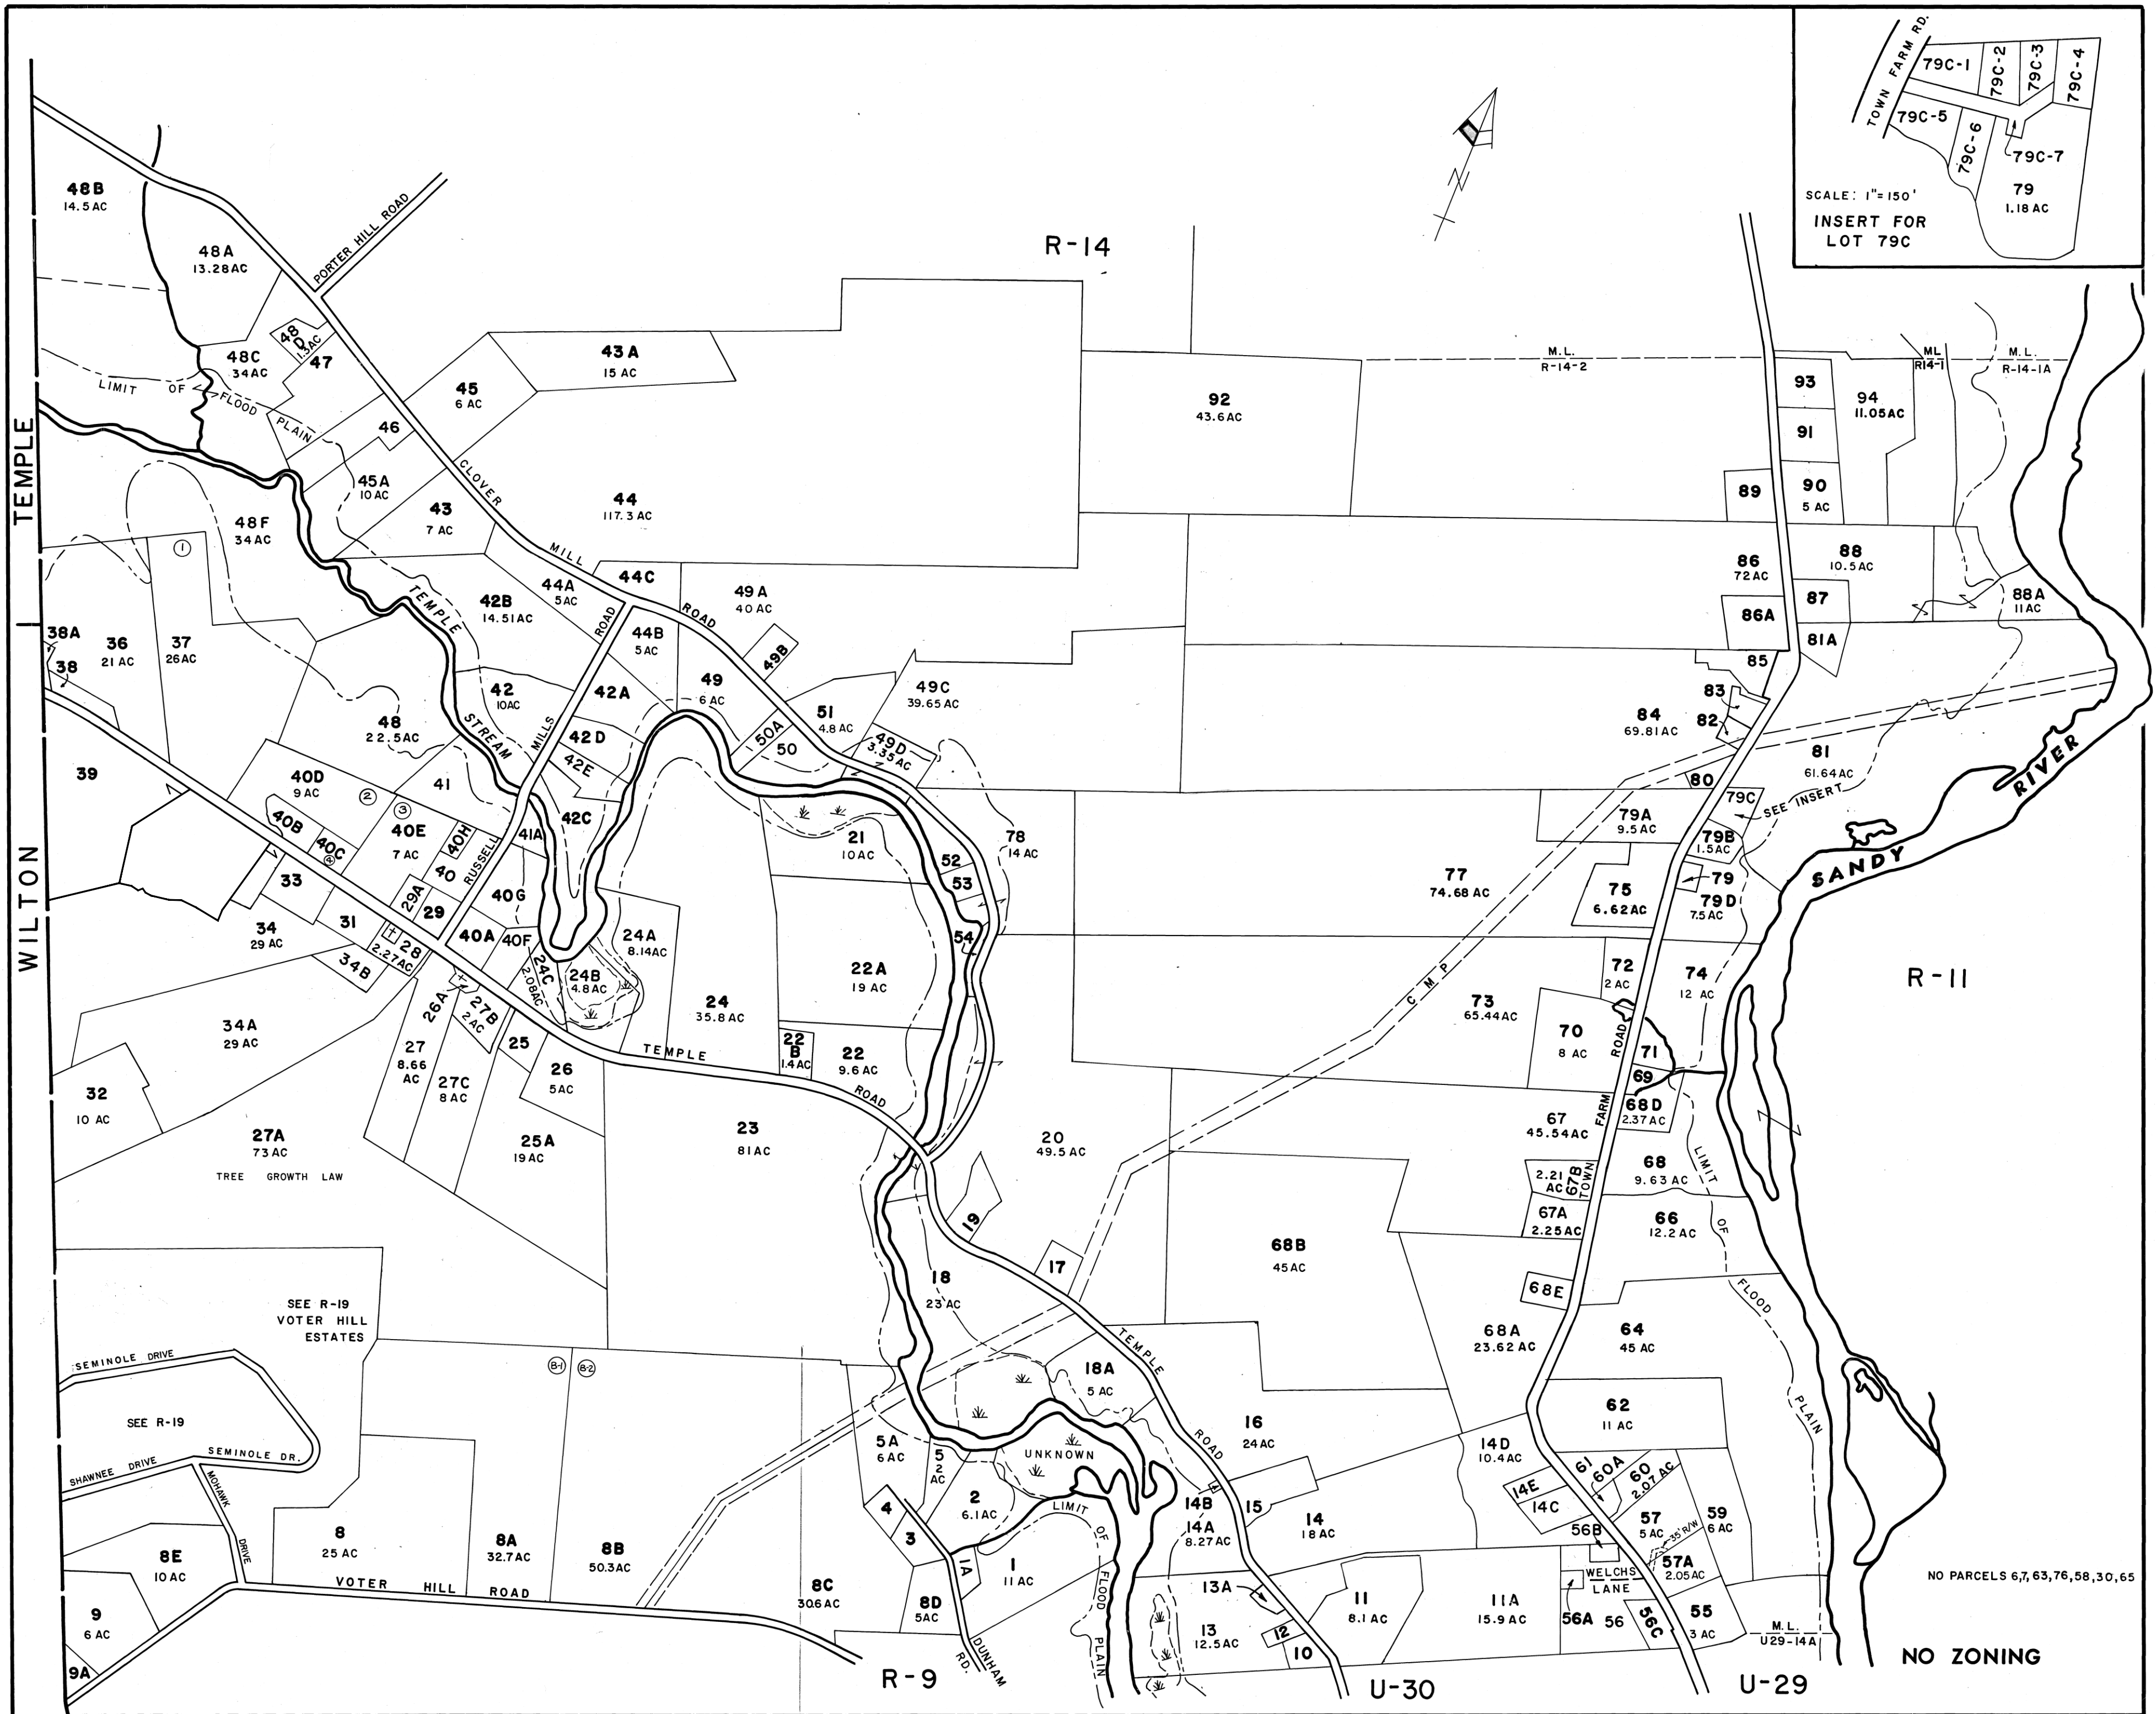 TOWN FARM RD.
79C-1
79C-2
79C-3
79C-4
79C-5
79C-6
79C-7
79
1.18 AC
SCALE: 1"=150'
INSERT FOR
LOT 79C
R-14
48B
14.5 AC
48A
13.28 AC
PORTER HILL ROAD
48
D
1.3 AC
48C
34 AC
47
LIMIT OF FLOOD PLAIN
43 A
15 AC
45
6 AC
46
45A
10 AC
43
7 AC
CLOVER MILL ROAD
44
117.3 AC
92
43.6 AC
M.L.
R-14-2
ML
R14-1
M.L.
R-14-1A
93
94
11.05 AC
91
89
90
5 AC
TEMPLE
48F
34 AC
1
86
72 AC
88
10.5 AC
87
88A
11 AC
86A
81A
44A
5 AC
44C
49 A
40 AC
42B
14.51 AC
TEMPLE STREAM
44B
5 AC
49B
38A
38
36
21 AC
37
26 AC
42
10 AC
42A
49
6 AC
51
4.8 AC
49C
39.65 AC
49D
3.35 AC
50A
50
48
22.5 AC
42D
42E
42C
85
83
82
84
69.81 AC
81
61.64 AC
80
RIVER
SANDY
39
40D
9 AC
2
3
41
40B
40C
4
40E
7 AC
40H
41A
40
RUSSELL MILLS ROAD
79A
9.5 AC
79C
SEE INSERT
79B
1.5 AC
79
79D
7.5 AC
75
6.62 AC
77
74.68 AC
78
14 AC
21
10 AC
52
53
54
WILTON
33
29A
29
40G
31
34
29 AC
28
2.27 AC
34B
40A
40F
24C
2.08 AC
24B
4.8 AC
24A
8.14 AC
24
35.8 AC
22A
19 AC
R-11
72
2 AC
74
12 AC
CMP
73
65.44 AC
70
8 AC
71
69
26A
27B
2 AC
25
34A
29 AC
27
8.66
AC
27C
8 AC
26
5 AC
TEMPLE ROAD
22
B
1.4 AC
22
9.6 AC
32
10 AC
27A
73 AC
TREE GROWTH LAW
25A
19 AC
23
81 AC
20
49.5 AC
67
45.54 AC
68D
2.37 AC
TOWN FARM ROAD
2.21
AC
67B
68
9.63 AC
LIMIT OF FLOOD PLAIN
67A
2.25 AC
66
12.2 AC
19
68B
45 AC
17
18
23 AC
68E
SEE R-19
VOTER HILL
ESTATES
68A
23.62 AC
64
45 AC
SEMINOLE DRIVE
8-1
8-2
TEMPLE ROAD
18A
5 AC
SEE R-19
62
11 AC
SEMINOLE DR.
SHAWNEE DRIVE
MOHAWK DRIVE
5A
6 AC
5
2
AC
UNKNOWN
16
24 AC
14D
10.4 AC
61
60A
60
2.07 AC
14E
14C
2
6.1 AC
LIMIT OF FLOOD PLAIN
4
3
14B
14A
8.27 AC
15
14
18 AC
57
5 AC
59
6 AC
35' R/W
56B
8
25 AC
8A
32.7 AC
8B
50.3 AC
8E
10 AC
1A
1
11 AC
57A
2.05 AC
WELCHS
LANE
NO PARCELS 6,7,63,76,58,30,65
VOTER HILL ROAD
8C
30.6 AC
8D
5 AC
13A
11
8.1 AC
11A
15.9 AC
56A
56
56C
55
3 AC
9
6 AC
9A
DUNHAM RD.
13
12.5 AC
12
10
M.L.
U29-14A
NO ZONING
R-9
U-30
U-29